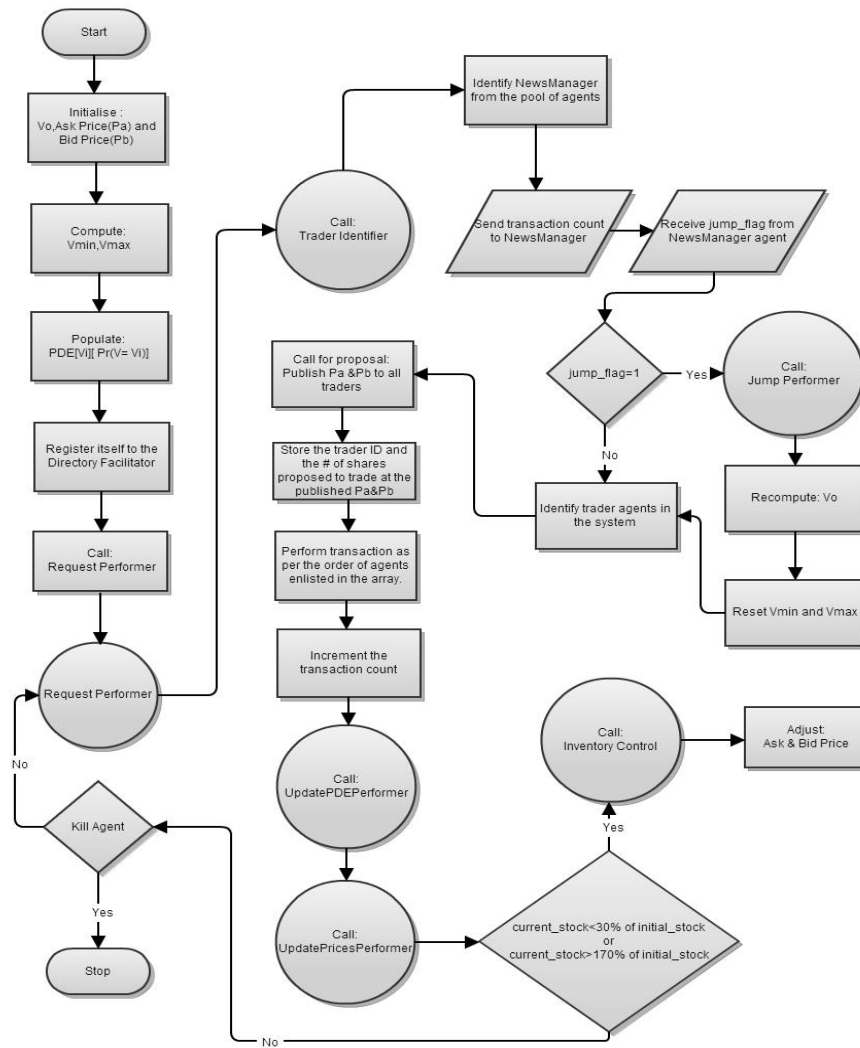 Start
Initialise :
Vo,Ask Price(Pa) and
Bid Price(Pb)
Compute:
Vmin,Vmax
Populate:
PDE[Vi][ Pr(V= Vi)]
Register itself to the
Directory Facilitator
Call:
Request Performer
Request Performer
Call:
Trader Identifier
Identify NewsManager
from the pool of agents
Send transaction count
to NewsManager
Receive jump_flag from
NewsManager agent
jump_flag=1
Yes
Call:
Jump Performer
Recompute: Vo
Reset Vmin and Vmax
No
Identify trader agents in
the system
Call for proposal:
Publish Pa &Pb to all
traders
Store the trader ID and
the # of shares
proposed to trade at the
published Pa&Pb
Perform transaction as
per the order of agents
enlisted in the array.
Increment the
transaction count
Call:
UpdatePDEPerformer
Call:
UpdatePricesPerformer
current_stock<30% of initial_stock
or
current_stock>170% of initial_stock
Yes
Call:
Inventory Control
Adjust:
Ask & Bid Price
No
Kill Agent
No
Yes
Stop